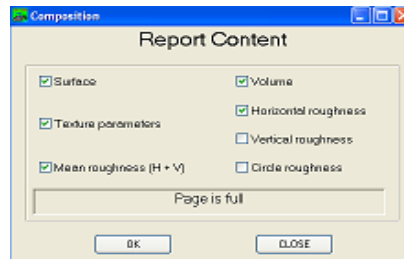 Composition
Report Content
Surface
Volume
Horizontal roughness
Texture parameters
Vertical roughness
Mean roughness (H + V)
Circle roughness
Page is full
OK
CLOSE